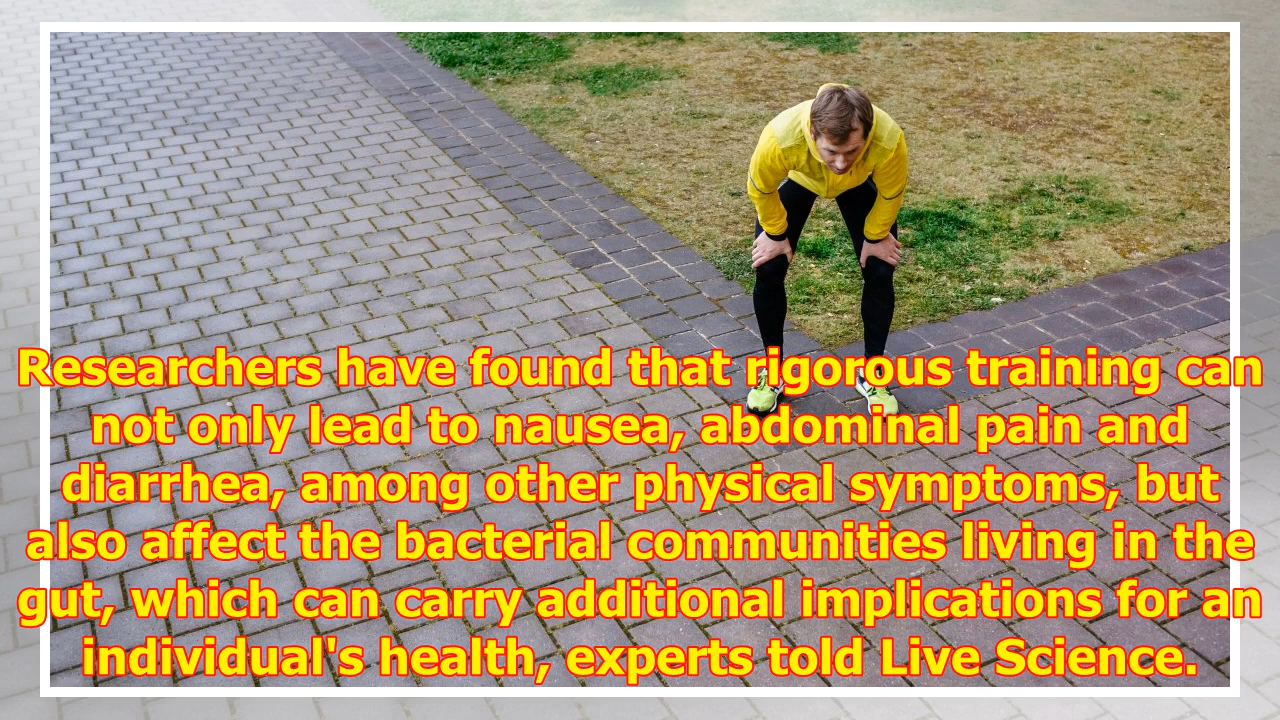 Researchers have found that rigorous training can
not only lead to nausea, abdominal pain and
diarrhea, among other physical symptoms, but
also affect the bacterial communities living in the
gut, which can carry additional implications for an
individual's health, experts told Live Science.